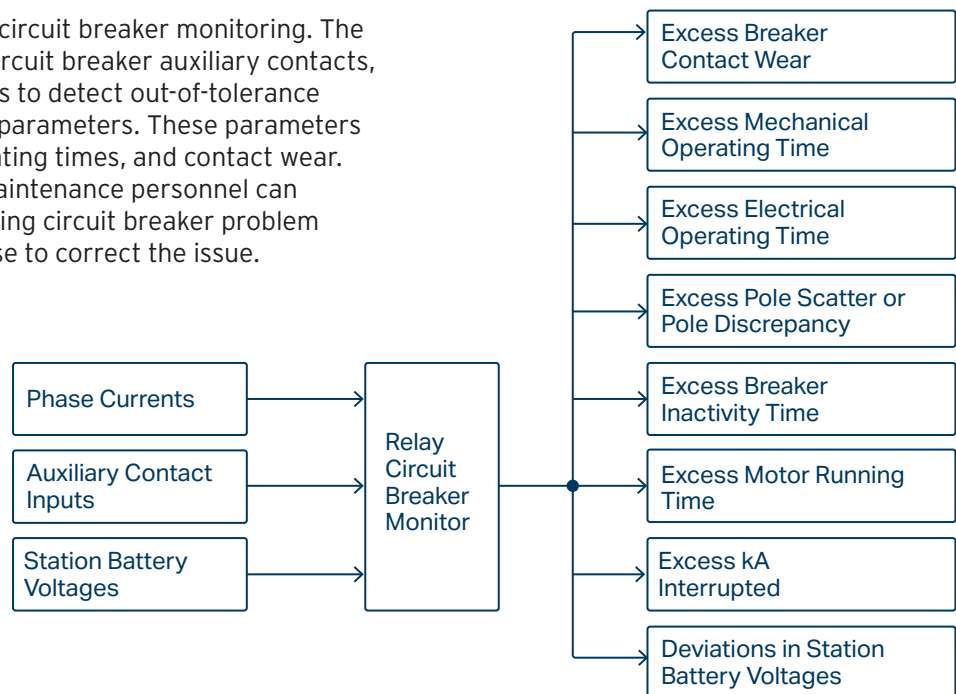 circuit breaker monitoring. The
rcuit breaker auxiliary contacts,
s to detect out-of-tolerance
parameters. These parameters
ating times, and contact wear.
aintenance personnel can
ing circuit breaker problem
se to correct the issue.
Phase Currents
Auxiliary Contact
Inputs
Station Battery
Voltages
Relay
Circuit
Breaker
Monitor
Excess Breaker
Contact Wear
Excess Mechanical
Operating Time
Excess Electrical
Operating Time
Excess Pole Scatter or
Pole Discrepancy
Excess Breaker
Inactivity Time
Excess Motor Running
Time
Excess kA
Interrupted
Deviations in Station
Battery Voltages